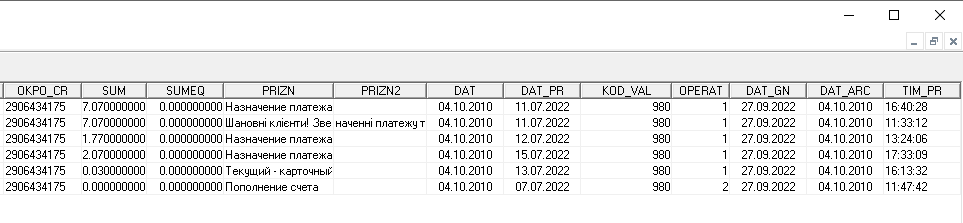 OKPO_CR SUM SUMEQ PRIZN PRIZN2 DAT DAT_PR KOD_VAL OPERAT DAT_GN DAT_ARC TIM_PR
2906434175 7.070000000 0.000000000 Назначение платежа 04.10.2010 11.07.2022 980 1 27.09.2022 04.10.2010 16:40:28
2906434175 7.070000000 0.000000000 Шановні клієнти! Зве наченні платежу т 04.10.2010 11.07.2022 980 1 27.09.2022 04.10.2010 11:33:12
2906434175 1.770000000 0.000000000 Назначение платежа 04.10.2010 12.07.2022 980 1 27.09.2022 04.10.2010 13:24:06
2906434175 2.070000000 0.000000000 Назначение платежа 04.10.2010 15.07.2022 980 1 27.09.2022 04.10.2010 17:33:09
2906434175 0.030000000 0.000000000 Текущий - карточный 04.10.2010 13.07.2022 980 1 27.09.2022 04.10.2010 16:13:32
2906434175 0.000000000 0.000000000 Пополнение счета 04.10.2010 07.07.2022 980 2 27.09.2022 04.10.2010 11:47:42